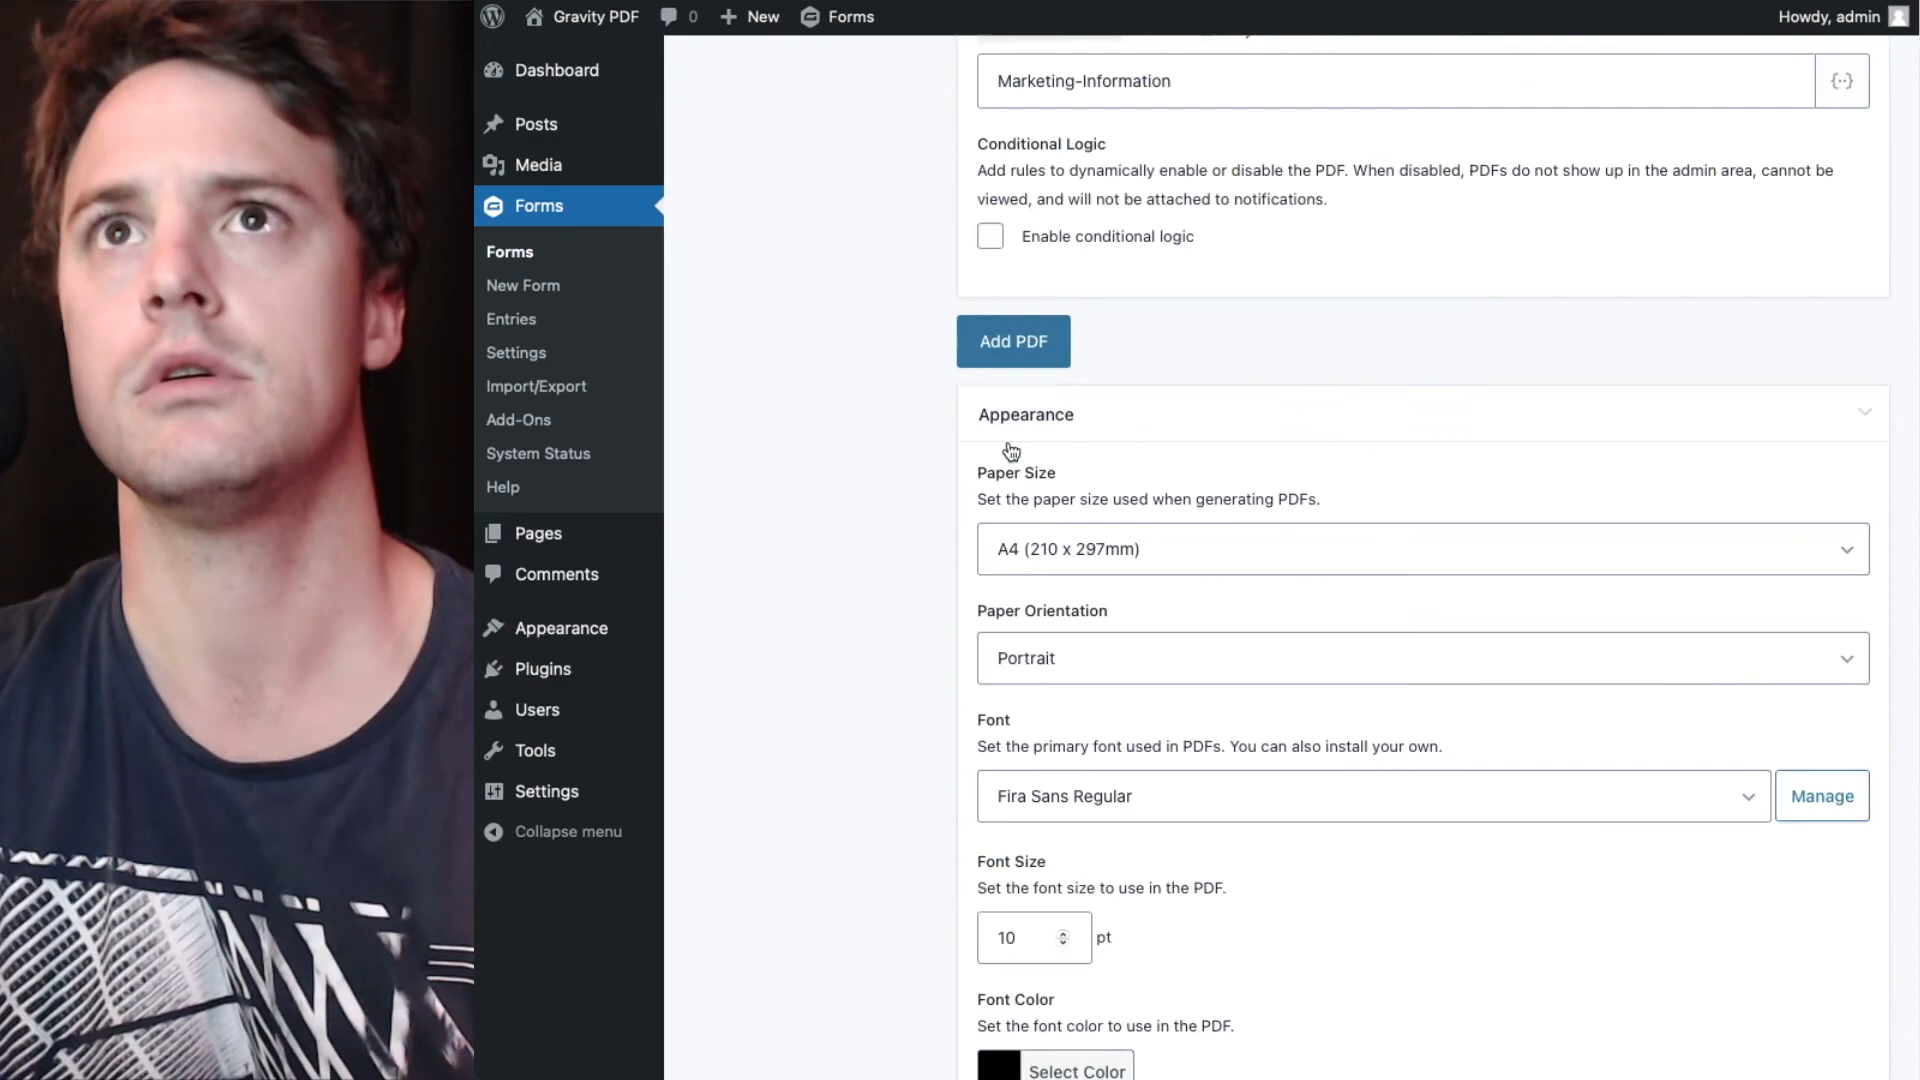 Gravity PDF
0
New
Forms
Howdy, admin
Dashboard
Posts
Media
Forms
Forms
New Form
Entries
Settings
Import/Export
Add-Ons
System Status
Help
Pages
Comments
Appearance
Plugins
Users
Tools
Settings
Collapse menu
Marketing-Information
Conditional Logic
Add rules to dynamically enable or disable the PDF. When disabled, PDFs do not show up in the admin area, cannot be
viewed, and will not be attached to notifications.
Enable conditional logic
Add PDF
Appearance
Paper Size
Set the paper size used when generating PDFs.
A4 (210 x 297mm)
Paper Orientation
Portrait
Font
Set the primary font used in PDFs. You can also install your own.
Fira Sans Regular
Manage
Font Size
Set the font size to use in the PDF.
10 pt
Font Color
Set the font color to use in the PDF.
Select Color